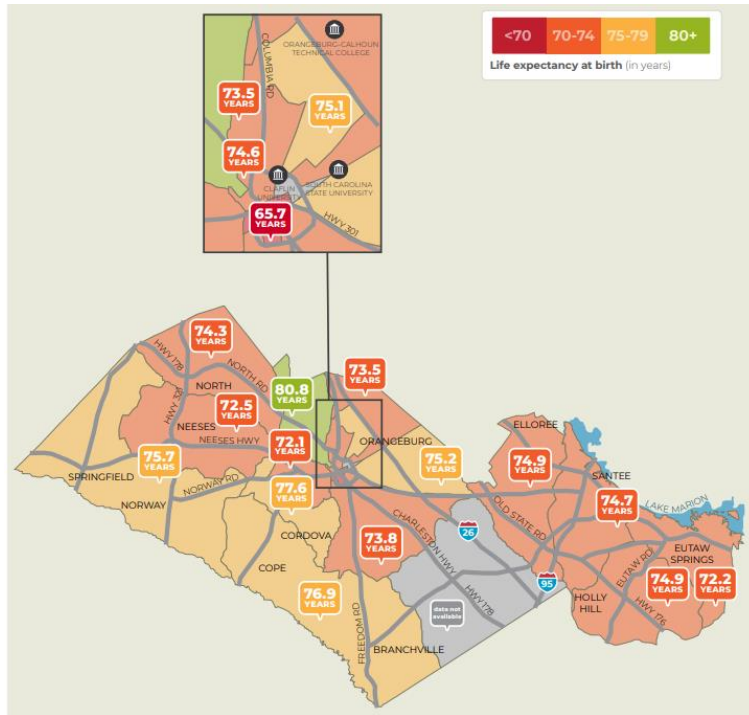 <70 70-74 75-79 80+
Life expectancy at birth (in years)
COLUMBIA RD
ORANGEBURG-CALHOUN
TECHNICAL COLLEGE
73.5
YEARS
75.1
YEARS
74.6
YEARS
CLAFLIN
UNIVERSITY
SOUTH CAROLINA
STATE UNIVERSITY
65.7
YEARS
HWY 301
74.3
YEARS
HWY 178
NORTH RD
NORTH
73.5
YEARS
80.8
YEARS
HWY 321
72.5
YEARS
NEESES
NEESES HWY
72.1
YEARS
ORANGEBURG
ELLOREE
75.7
YEARS
SPRINGFIELD
NORWAY RD
NORWAY
77.6
YEARS
75.2
YEARS
74.9
YEARS
SANTEE
OLD STATE RD
74.7
YEARS
LAKE MARION
CORDOVA
73.8
YEARS
CHARLESTON HWY
26
COPE
EUTAW
SPRINGS
EUTAW RD
95
76.9
YEARS
data not
available
HWY 178
HOLLY
HILL
74.9
YEARS
72.2
YEARS
HWY 176
FREEDOM RD
BRANCHVILLE